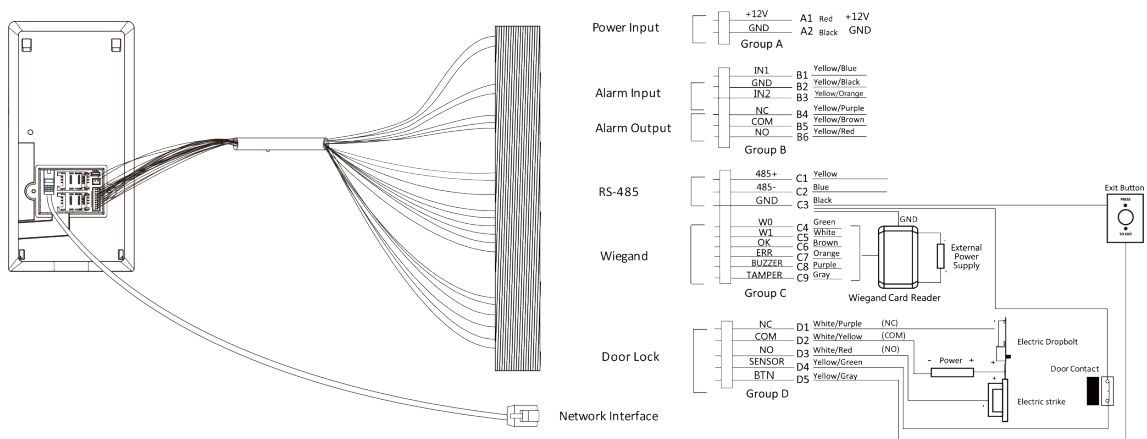 Power Input
+12V A1 Red +12V
GND A2 Black GND
Group A
Alarm Input
IN1 B1 Yellow/Blue
GND B2 Yellow/Black
IN2 B3 Yellow/Orange
Alarm Output
NC B4 Yellow/Purple
COM B5 Yellow/Brown
NO B6 Yellow/Red
Group B
RS-485
485+ C1 Yellow
485- C2 Blue
GND C3 Black
Wiegand
W0 C4 Green
W1 C5 White
OK C6 Brown
ERR C7 Orange
BUZZER C8 Purple
TAMPER C9 Gray
Group C
GND
- +
External
Power
Supply
Wiegand Card Reader
Exit Button
PRESS
TO EXIT
Door Lock
NC D1 White/Purple (NC)
COM D2 White/Yellow (COM)
NO D3 White/Red (NO)
SENSOR D4 Yellow/Green
BTN D5 Yellow/Gray
Group D
- Power +
- +
Electric Dropbolt
+ -
Electric strike
Door Contact
Network Interface